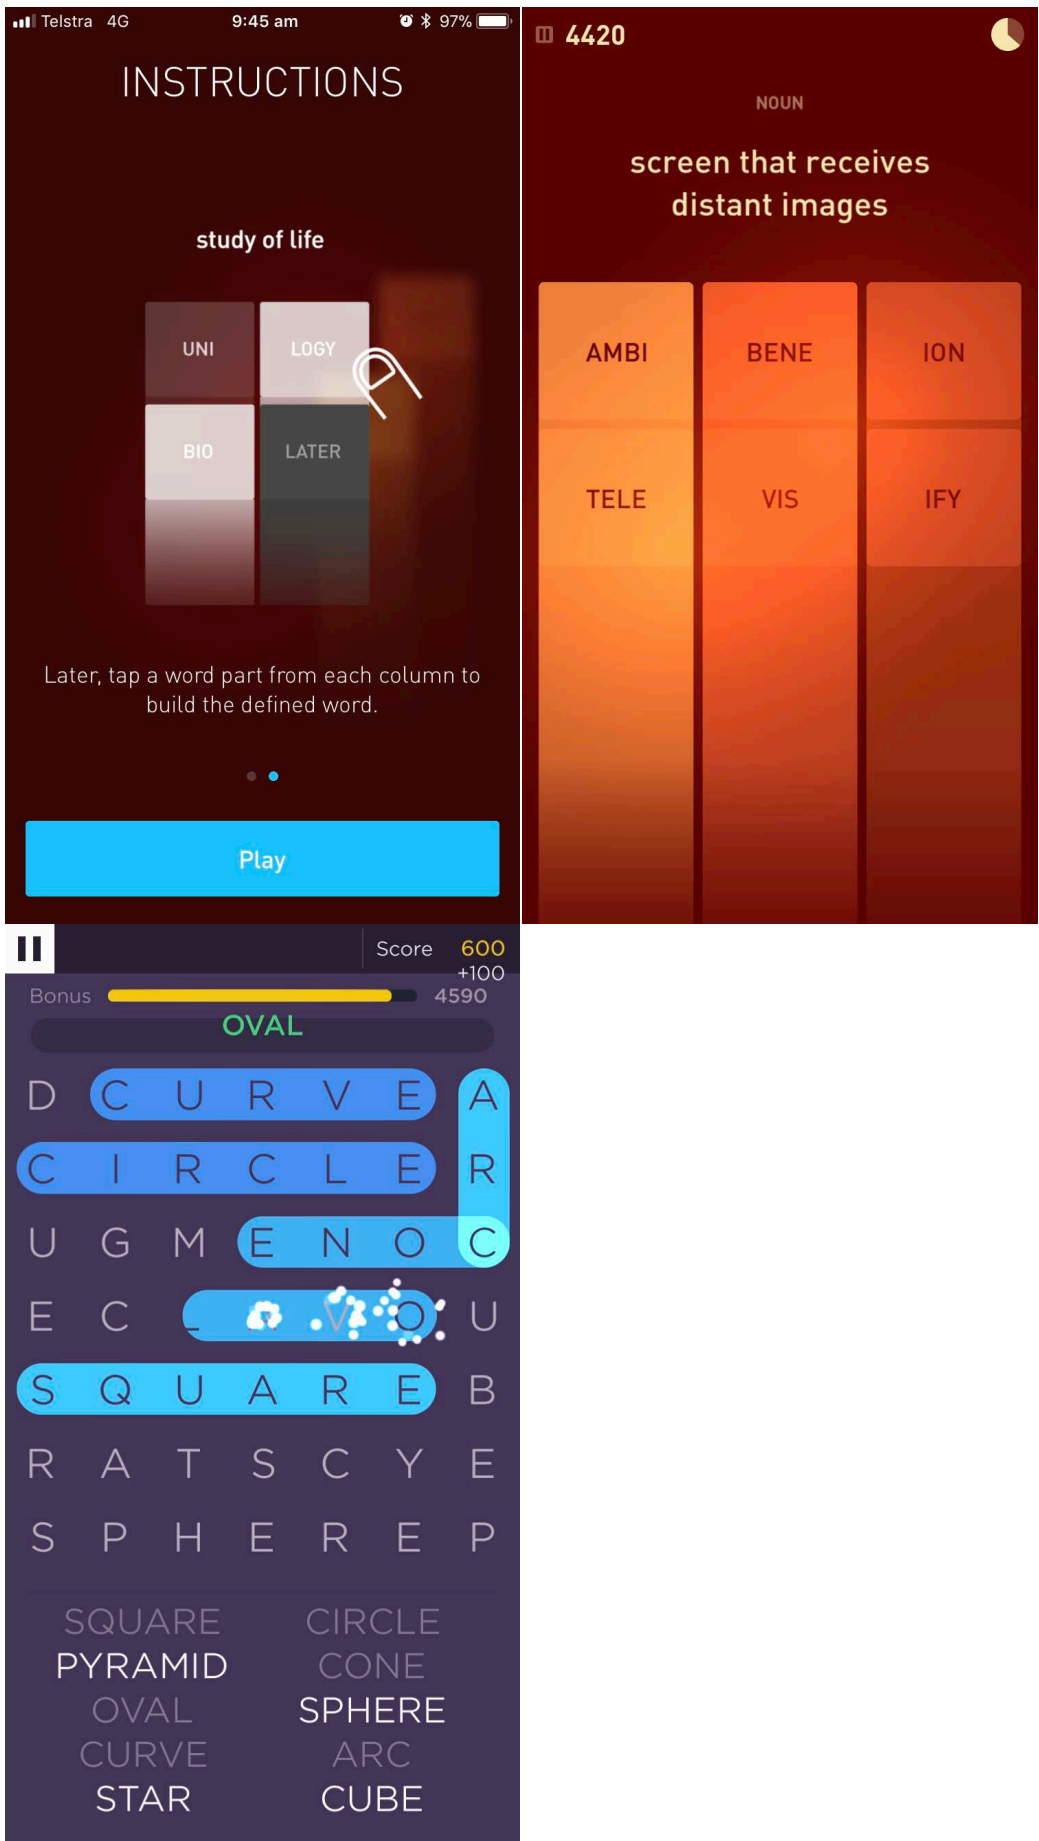 Telstra 4G 9:45 am 97%
INSTRUCTIONS
study of life
UNI LOGY
BIO LATER
Later, tap a word part from each column to
build the defined word.
Play
4420
NOUN
screen that receives
distant images
AMBI BENE ION
TELE VIS IFY
Score 600
+100
Bonus 4590
OVAL
D C U R V E A
C I R C L E R
U G M E N O C
E C L A V O U
S Q U A R E B
R A T S C Y E
S P H E R E P
SQUARE CIRCLE
PYRAMID CONE
OVAL SPHERE
CURVE ARC
STAR CUBE